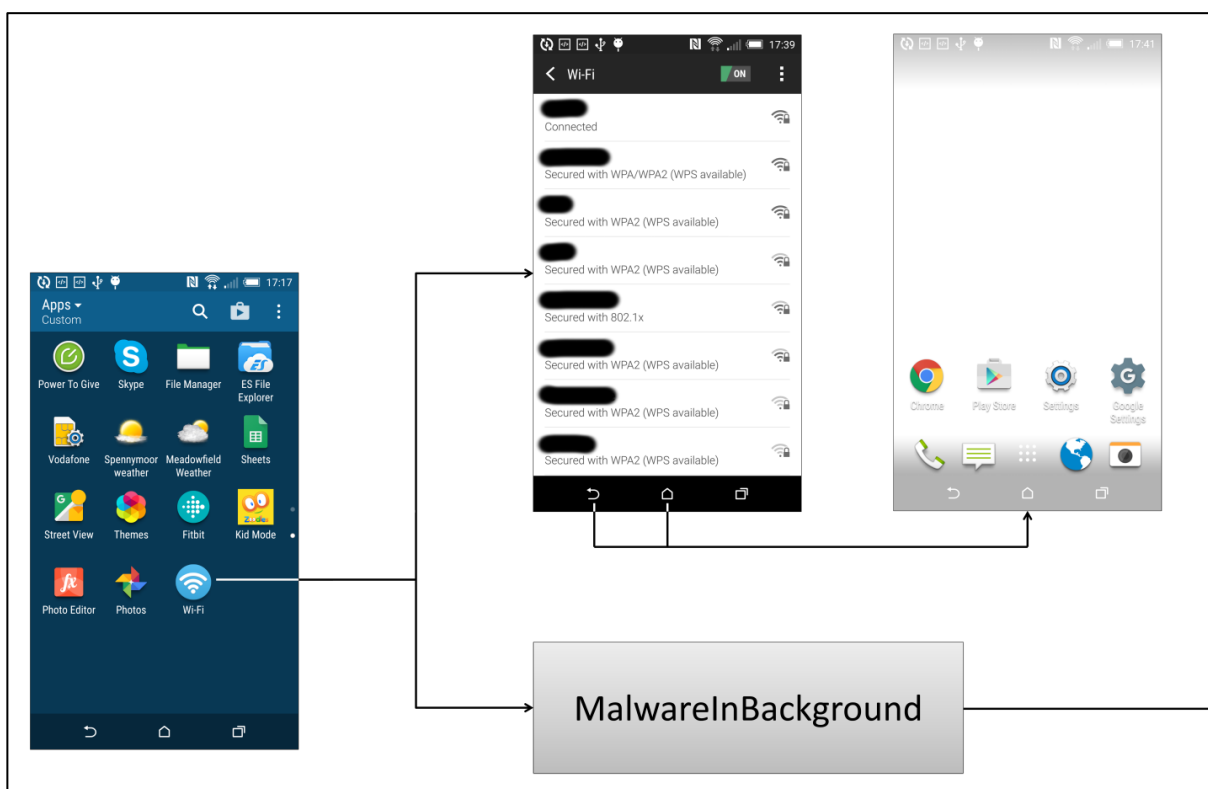 17:39
Wi-Fi
ON
Connected
Secured with WPA/WPA2 (WPS available)
Secured with WPA2 (WPS available)
Secured with WPA2 (WPS available)
Secured with 802.1x
Secured with WPA2 (WPS available)
Secured with WPA2 (WPS available)
Secured with WPA2 (WPS available)
17:41
Chrome
Play Store
Settings
Google
Settings
17:17
Apps
Custom
Power To Give
Skype
File Manager
ES File
Explorer
Vodafone
Spennymoor
weather
Meadowfield
Weather
Sheets
Street View
Themes
Fitbit
Kid Mode
Photo Editor
Photos
Wi-Fi
MalwareInBackground